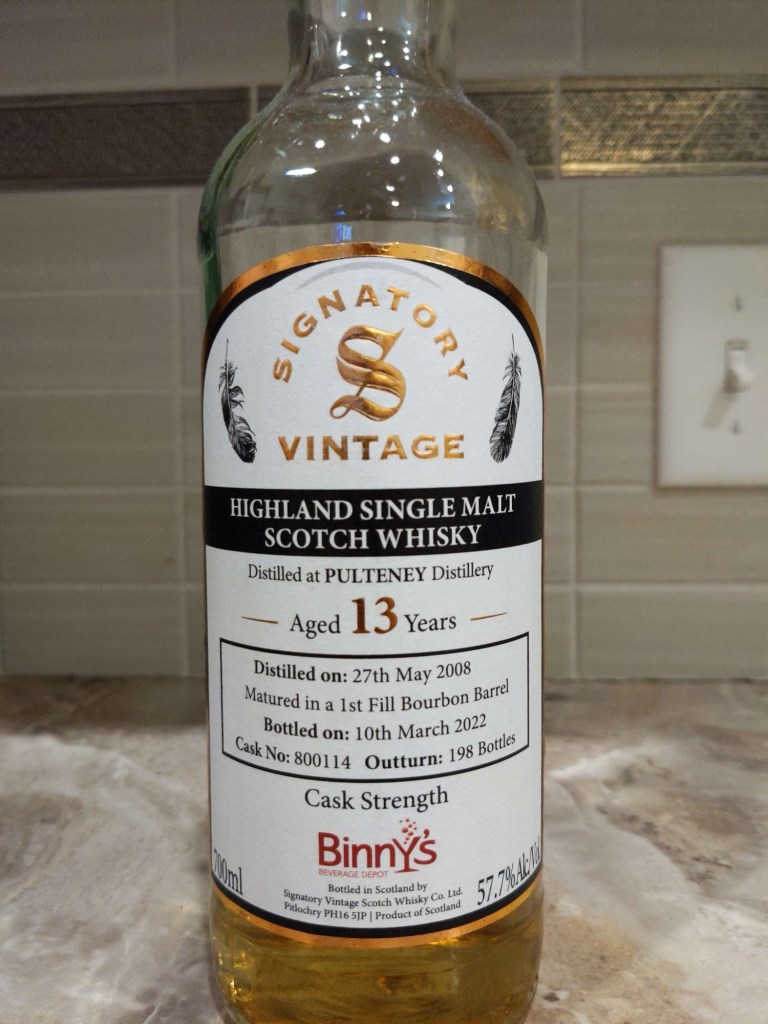 SIGNATORY
S
VINTAGE
HIGHLAND SINGLE MALT
SCOTCH WHISKY
Distilled at PULTENEY Distillery
Aged 13 Years
Distilled on: 27th May 2008
Matured in a 1st Fill Bourbon Barrel
Bottled on: 10th March 2022
Cask No: 800114 Outturn: 198 Bottles
Cask Strength
Binny's
BEVERAGE DEPOT
700ml
57.7%Alc/Vol
Bottled in Scotland by
Signatory Vintage Scotch Whisky Co. Ltd.
Pitlochry PH16 5JP | Product of Scotland